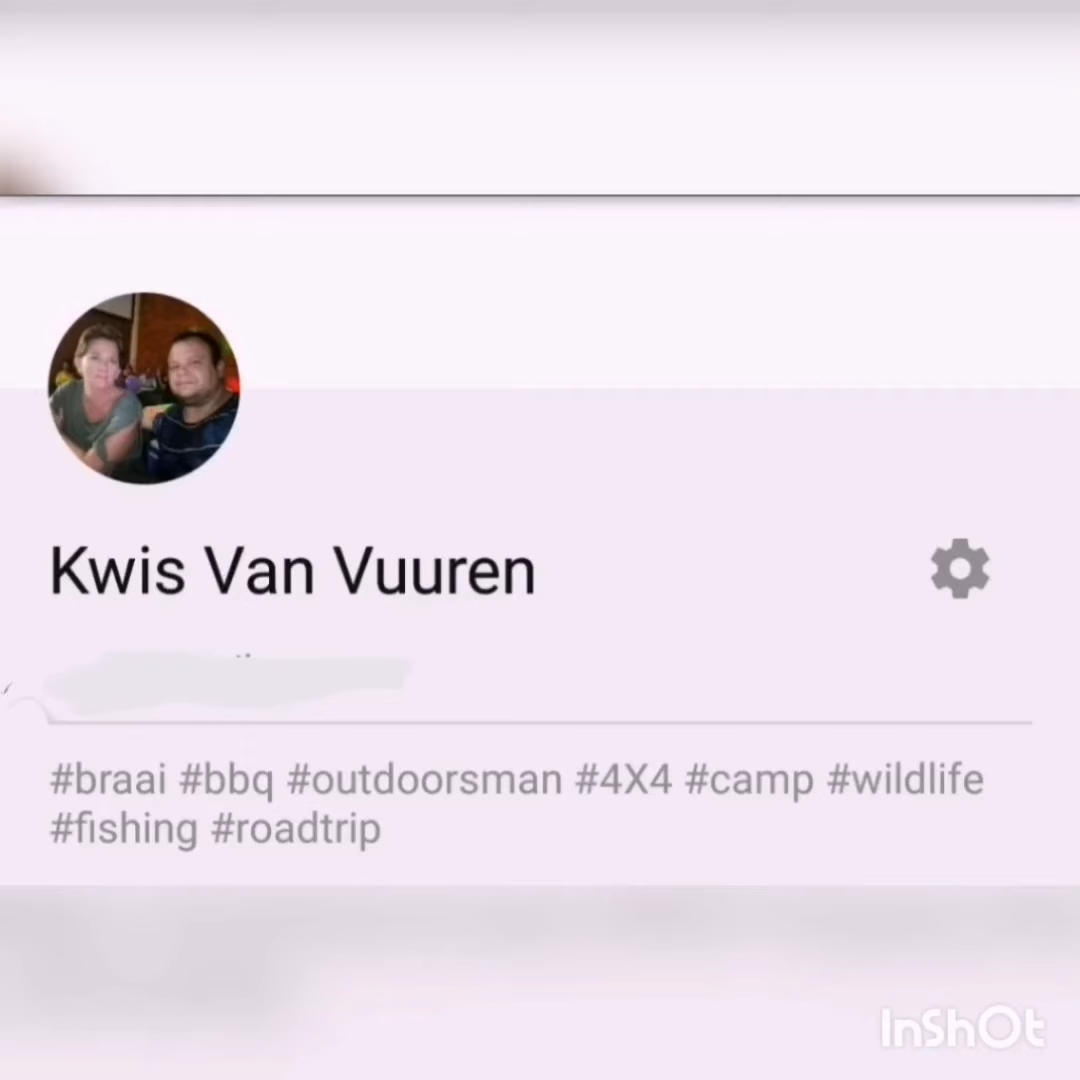 Kwis Van Vuuren
#braai #bbq #outdoorsman #4X4 #camp #wildlife
#fishing #roadtrip
InShOt